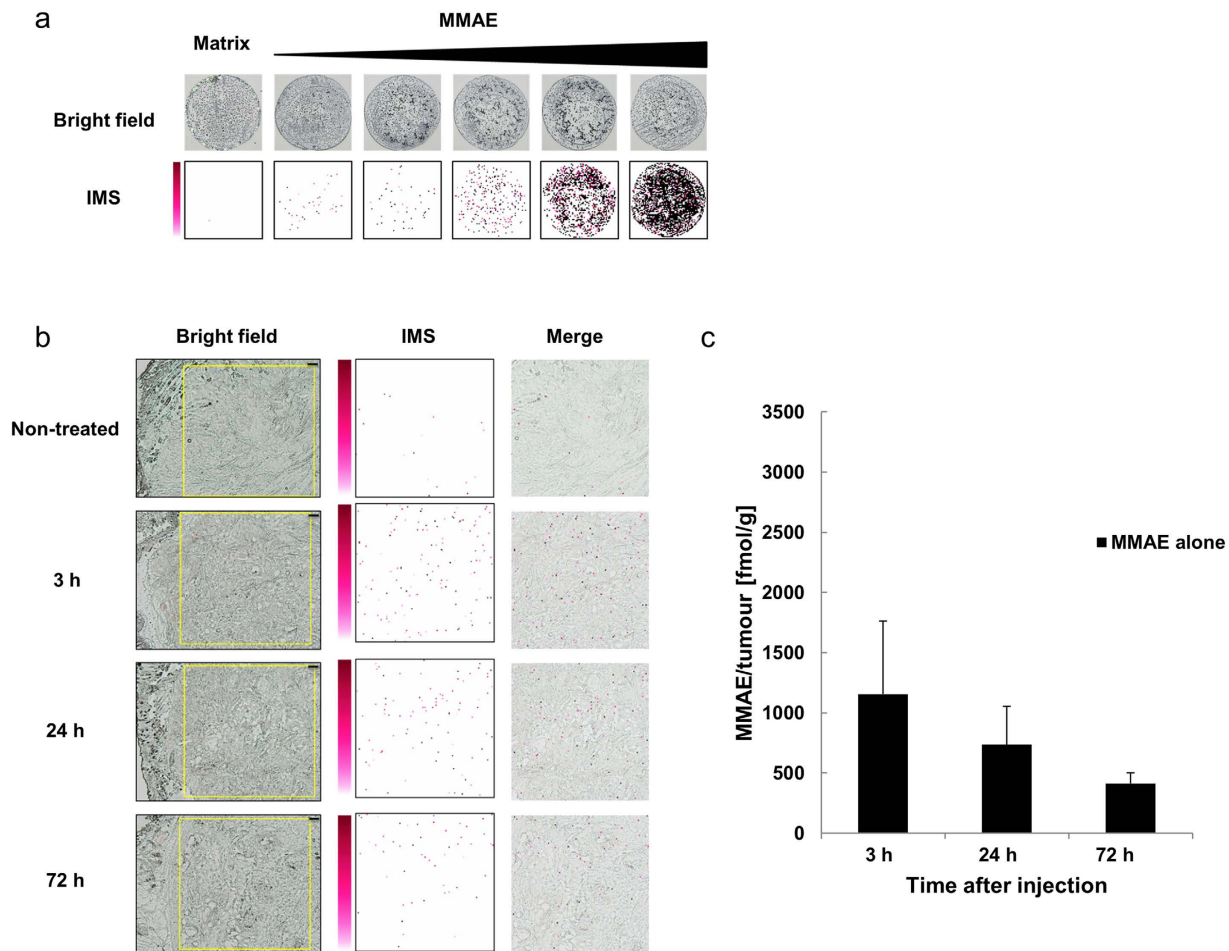 a
MMAE
Matrix
Bright field
IMS
b
Bright field
IMS
Merge
Non-treated
3 h
24 h
72 h
c
3500
3000
2500
2000
1500
1000
500
0
MMAE/tumour [fmol/g]
MMAE alone
3 h
24 h
72 h
Time after injection